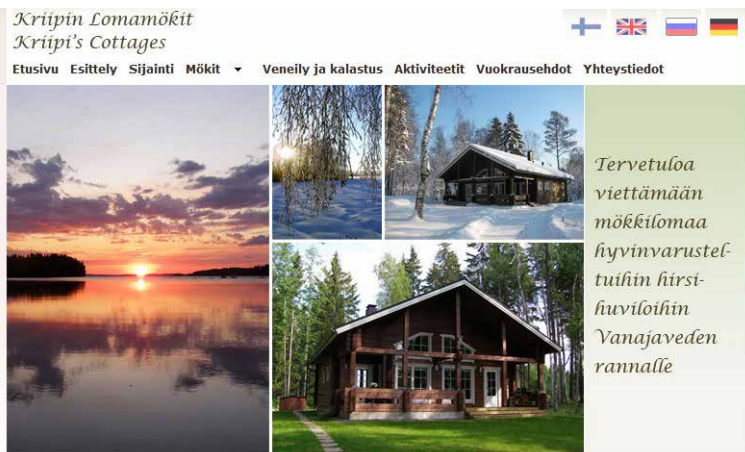 Kriipin Lomamökit
Kriipi's Cottages
Etusivu Esittely Sijainti Mökit Veneily ja kalastus Aktiviteetit Vuokrausehdot Yhteystiedot
Tervetuloa
viettämään
mökkilomaa
hyvinvarustel-
tuihin hirsi-
huviloihin
Vanajaveden
rannalle